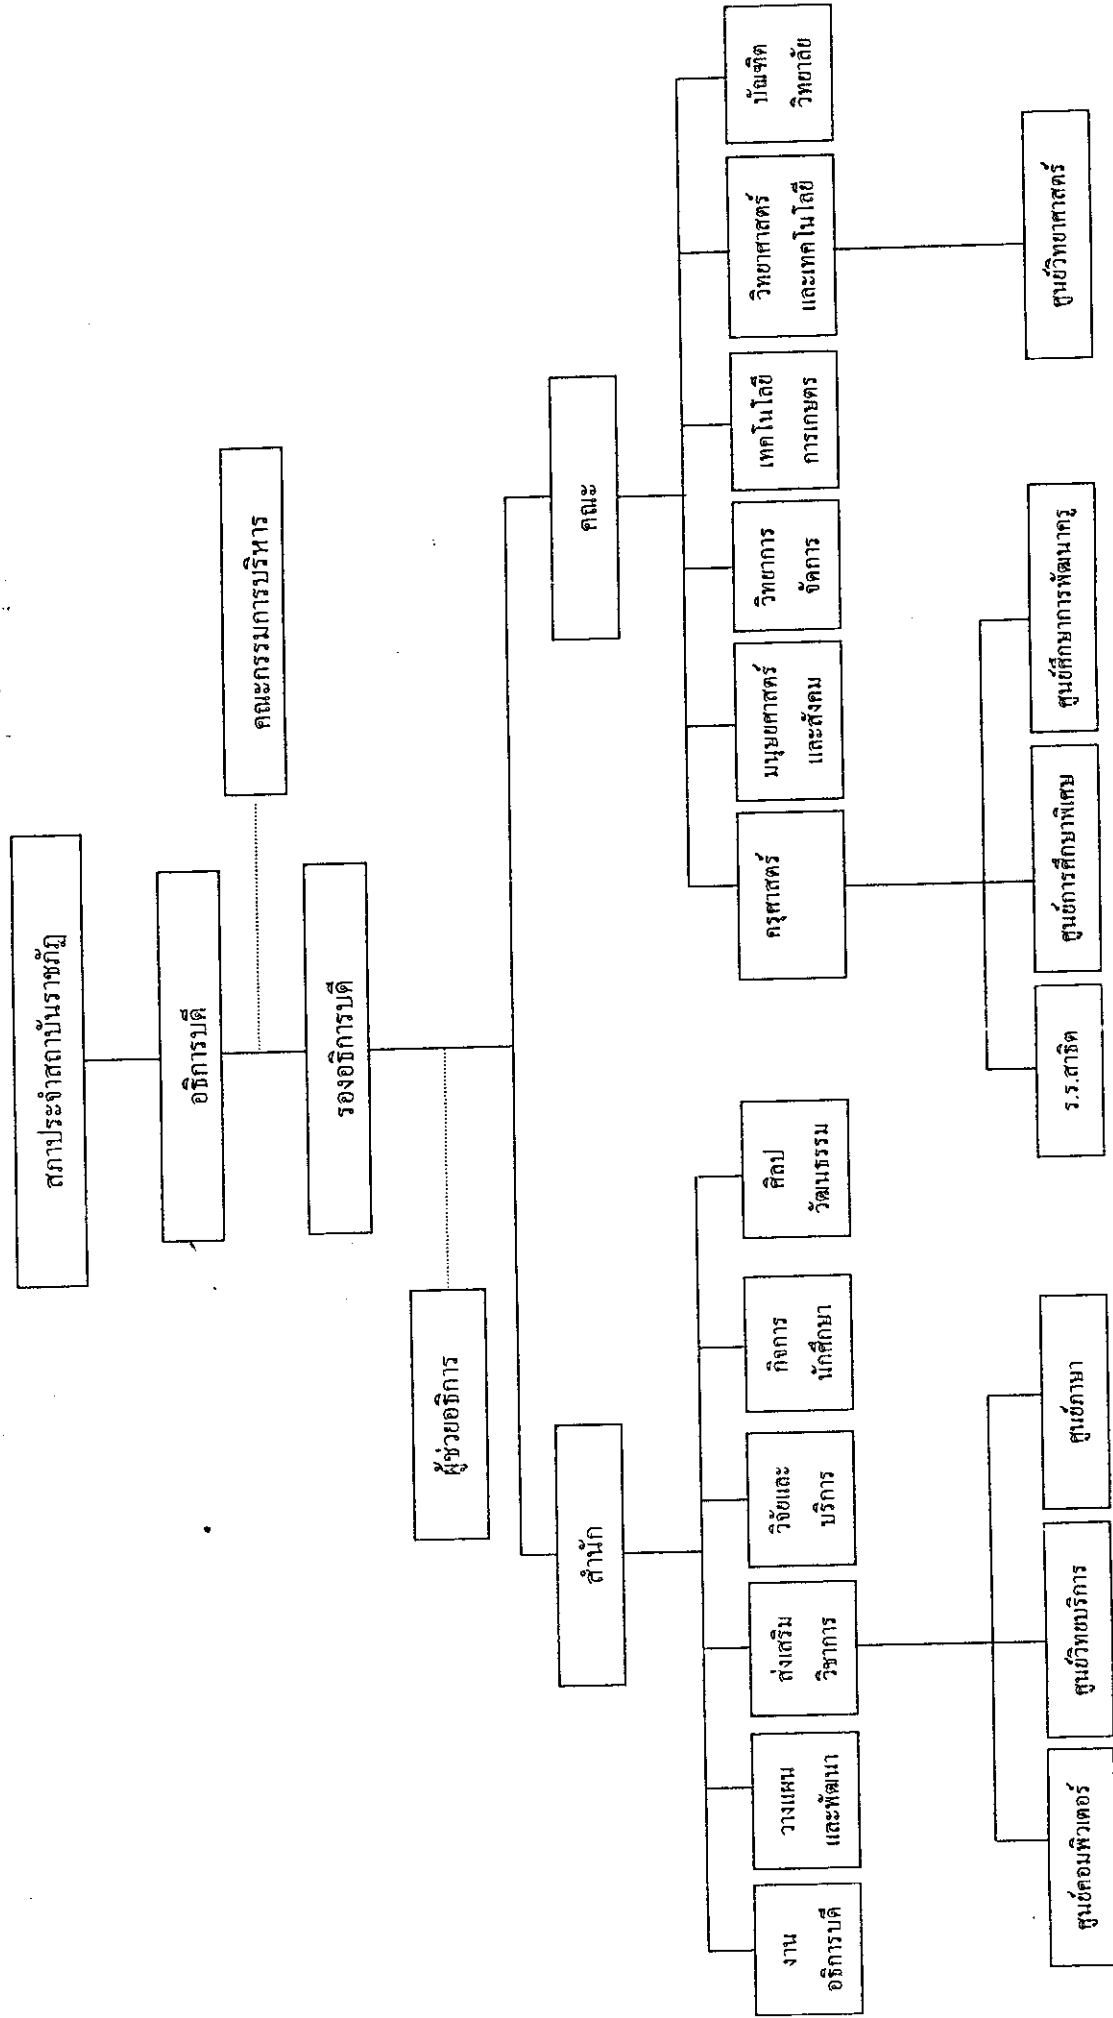 สภาประจำสถาบันราชภัฏ
อธิการบดี
คณะกรรมการบริหาร
รองอธิการบดี
ผู้ช่วยอธิการ
สำนัก
คณะ
งาน
อธิการบดี
วางแผน
และพัฒนา
ส่งเสริม
วิชาการ
วิจัยและ
บริการ
กิจการ
นักศึกษา
ศิลป
วัฒนธรรม
ครุศาสตร์
มนุษยศาสตร์
และสังคม
วิทยาการ
จัดการ
เทคโนโลยี
การเกษตร
วิทยาศาสตร์
และเทคโนโลยี
บัณฑิต
วิทยาลัย
ศูนย์คอมพิวเตอร์
ศูนย์วิทยบริการ
ศูนย์ภาษา
ร.ร.สาธิต
ศูนย์การศึกษาพิเศษ
ศูนย์ศึกษาการพัฒนาครู
ศูนย์วิทยาศาสตร์